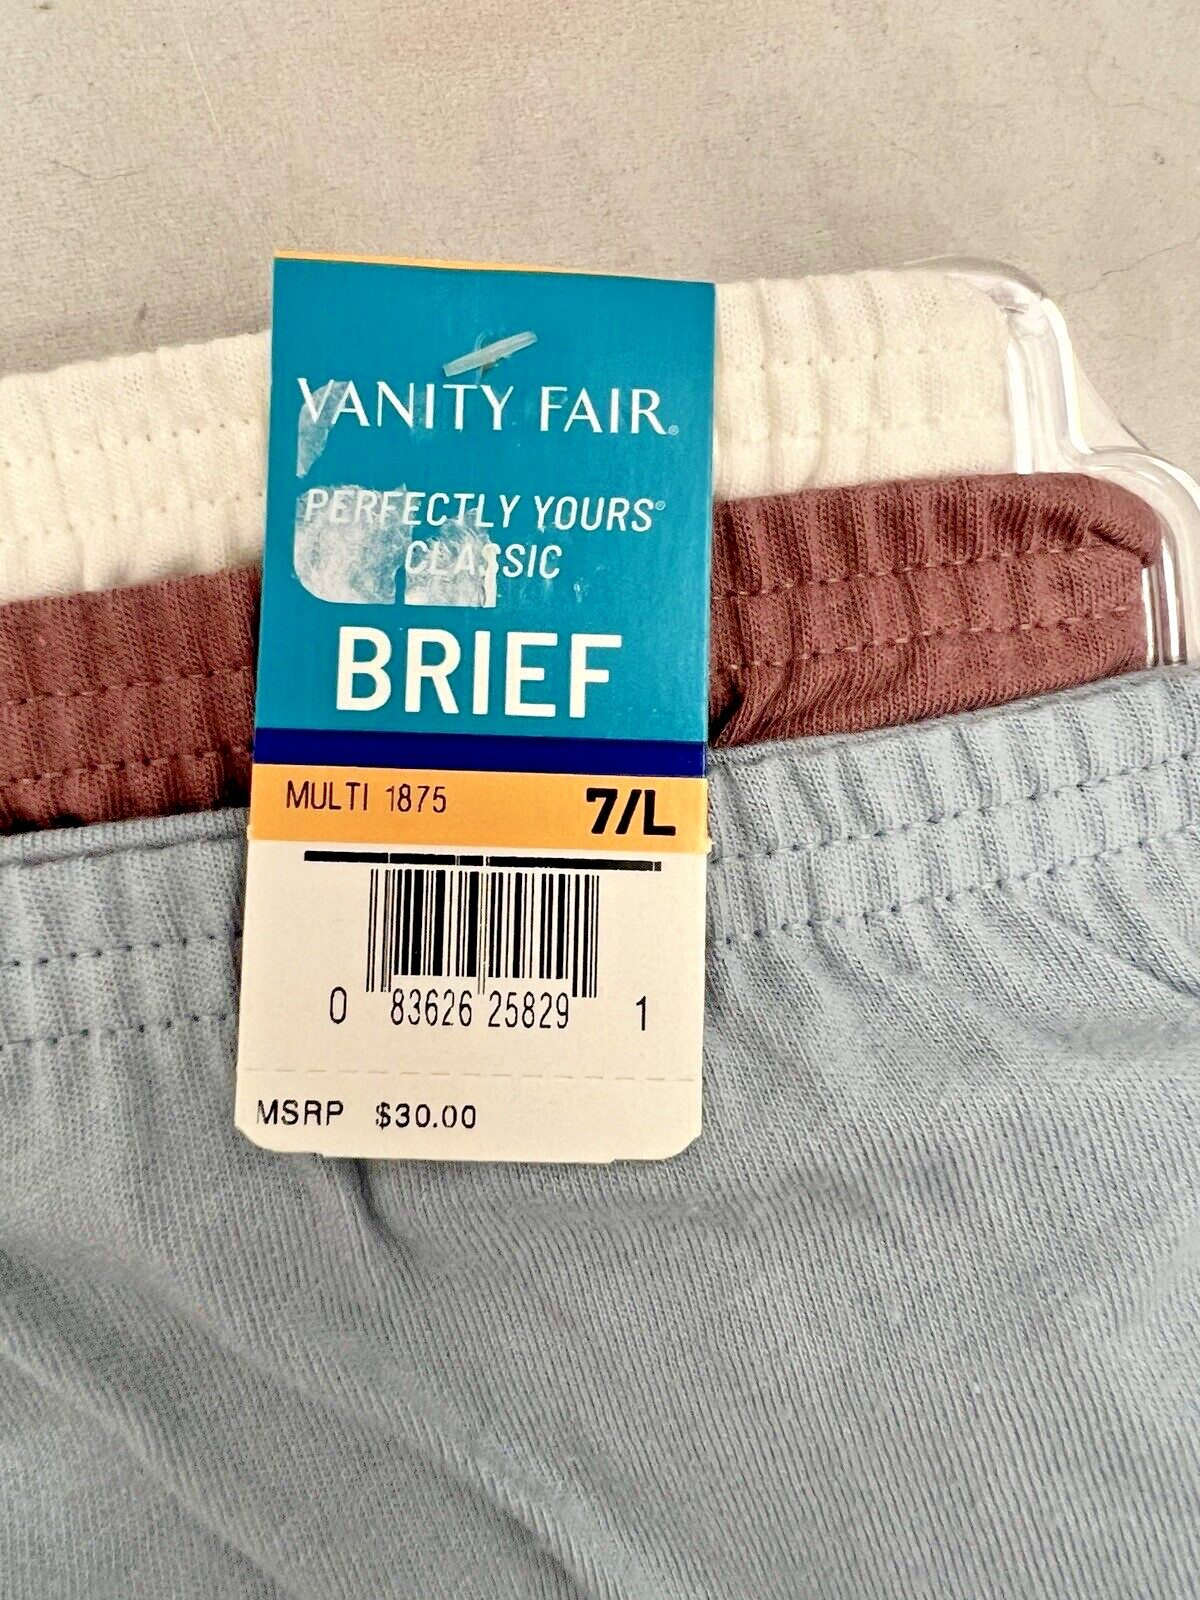 VANITY FAIR®
PERFECTLY YOURS®
CLASSIC
BRIEF
MULTI 1875 7/L
0 83626 25829 1
MSRP $30.00